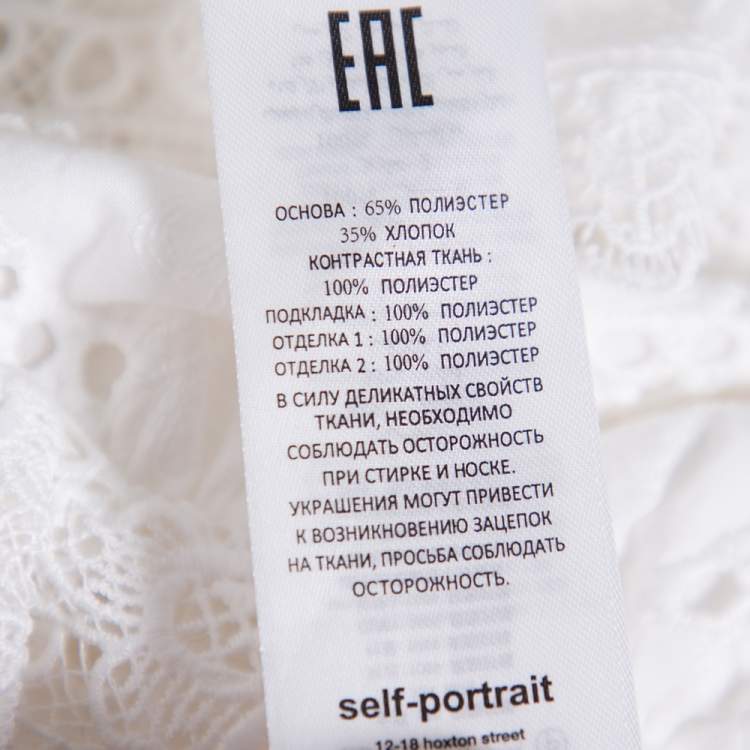 EAC
ОСНОВА : 65% ПОЛИЭСТЕР
35% ХЛОПОК
КОНТРАСТНАЯ ТКАНЬ :
100% ПОЛИЭСТЕР
ПОДКЛАДКА : 100% ПОЛИЭСТЕР
ОТДЕЛКА 1 : 100% ПОЛИЭСТЕР
ОТДЕЛКА 2 : 100% ПОЛИЭСТЕР
В СИЛУ ДЕЛИКАТНЫХ СВОЙСТВ
ТКАНИ, НЕОБХОДИМО
СОБЛЮДАТЬ ОСТОРОЖНОСТЬ
ПРИ СТИРКЕ И НОСКЕ.
УКРАШЕНИЯ МОГУТ ПРИВЕСТИ
К ВОЗНИКНОВЕНИЮ ЗАЦЕПОК
НА ТКАНИ, ПРОСЬБА СОБЛЮДАТЬ
ОСТОРОЖНОСТЬ.
self-portrait
12-18 hoxton street